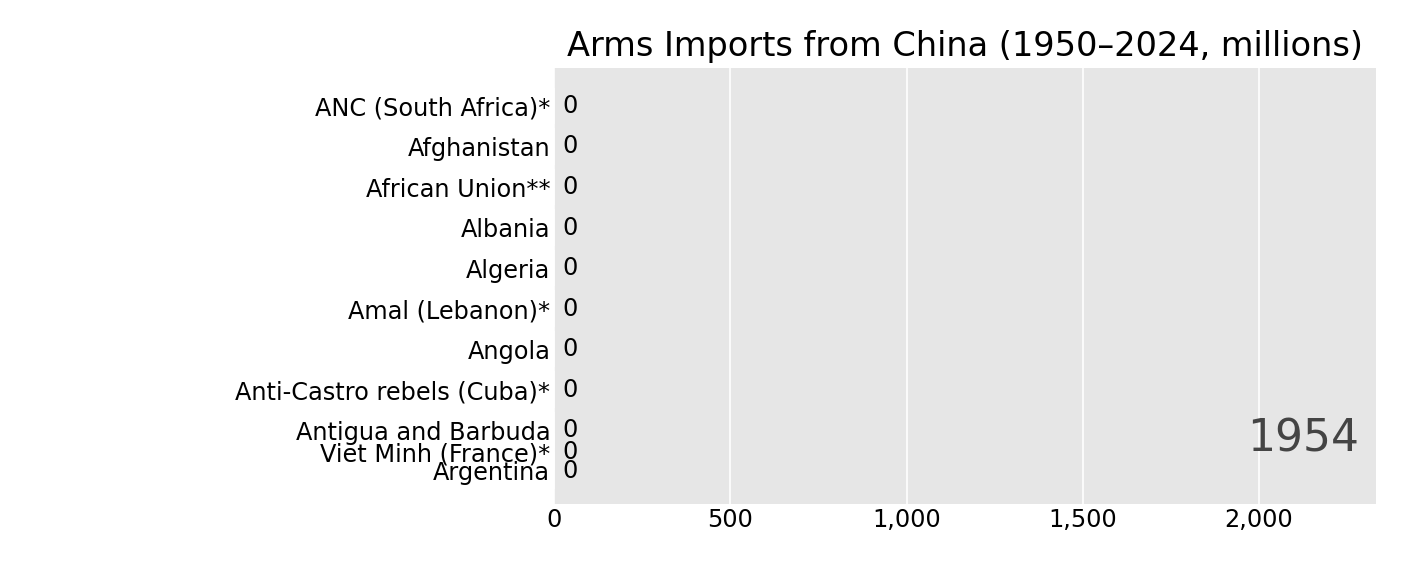 Arms Imports from China (1950–2024, millions)
ANC (South Africa)* 0
Afghanistan 0
African Union** 0
Albania 0
Algeria 0
Amal (Lebanon)* 0
Angola 0
Anti-Castro rebels (Cuba)* 0
Antigua and Barbuda 0
1954
Viet Minh (France)* 0
Argentina 0
0 500 1,000 1,500 2,000